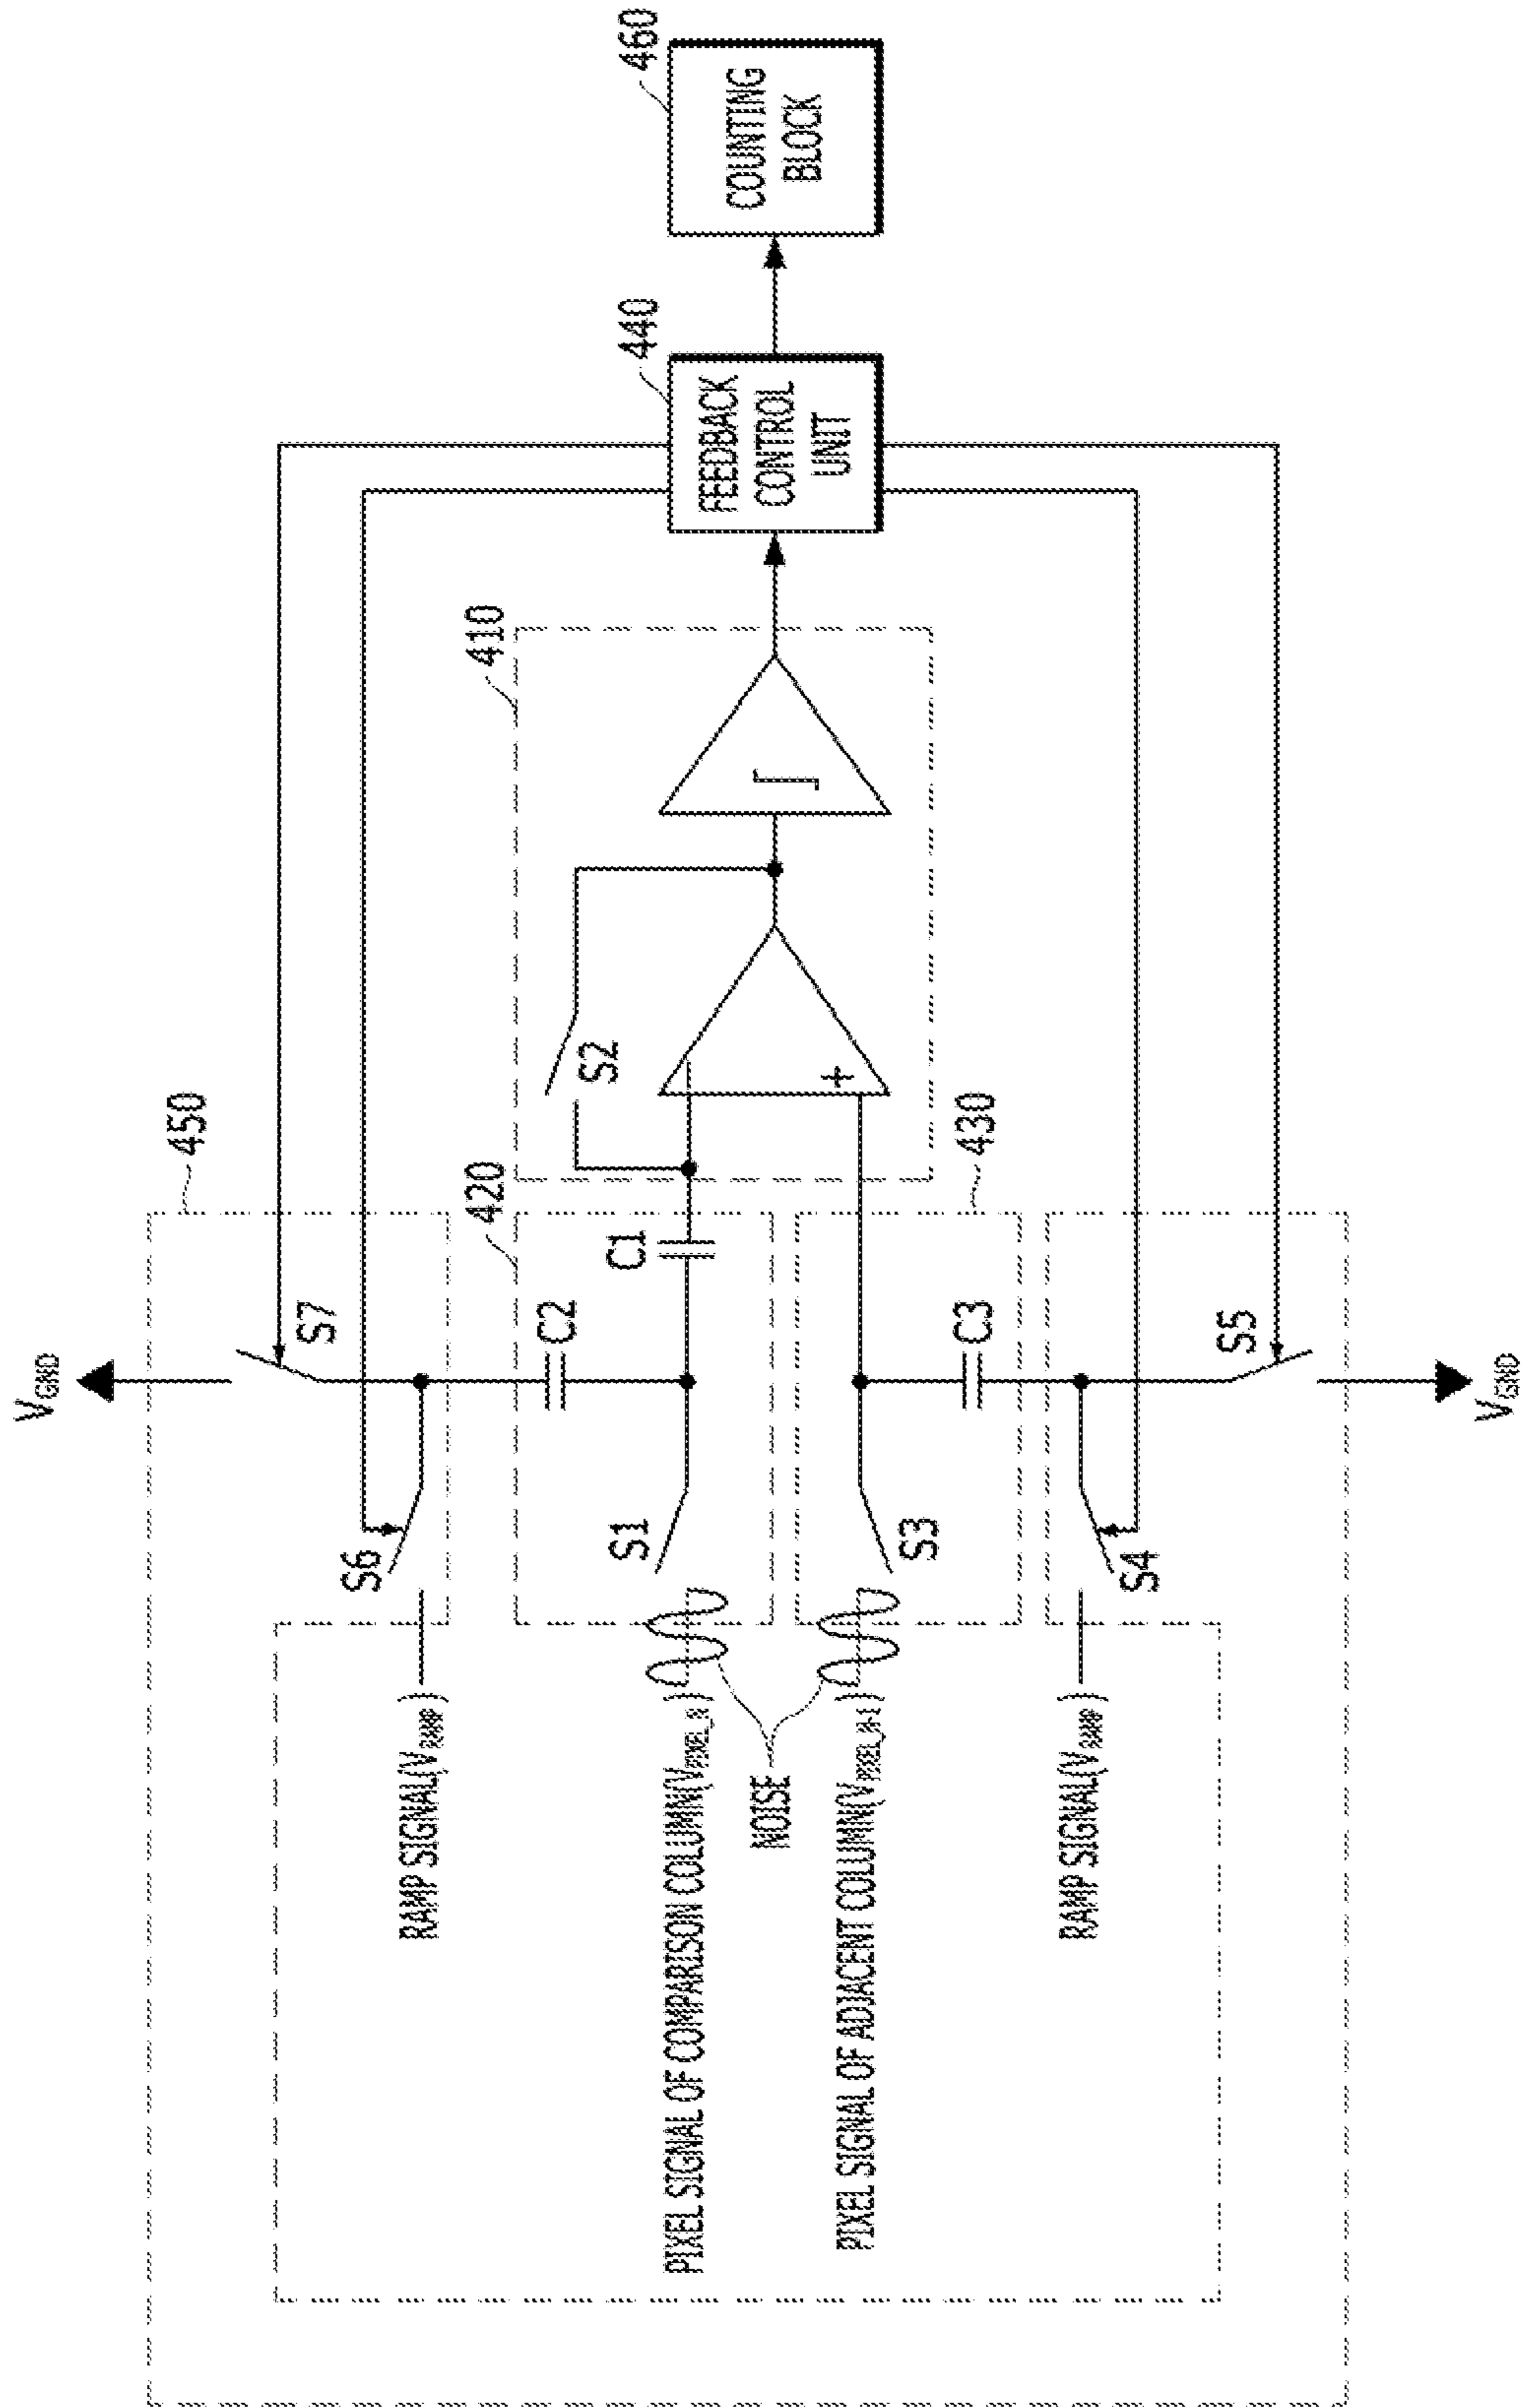 V_GND
450
S7
S6
RAMP SIGNAL(V_RAMP)
420
C2
C1
S1
PIXEL SIGNAL OF COMPARISON COLUMN(V_PIXEL_N)
NOISE
PIXEL SIGNAL OF ADJACENT COLUMN(V_PIXEL_N-1)
S3
C3
430
RAMP SIGNAL(V_RAMP)
S4
S5
V_GND
410
S2
+
440
FEEDBACK
CONTROL
UNIT
460
COUNTING
BLOCK